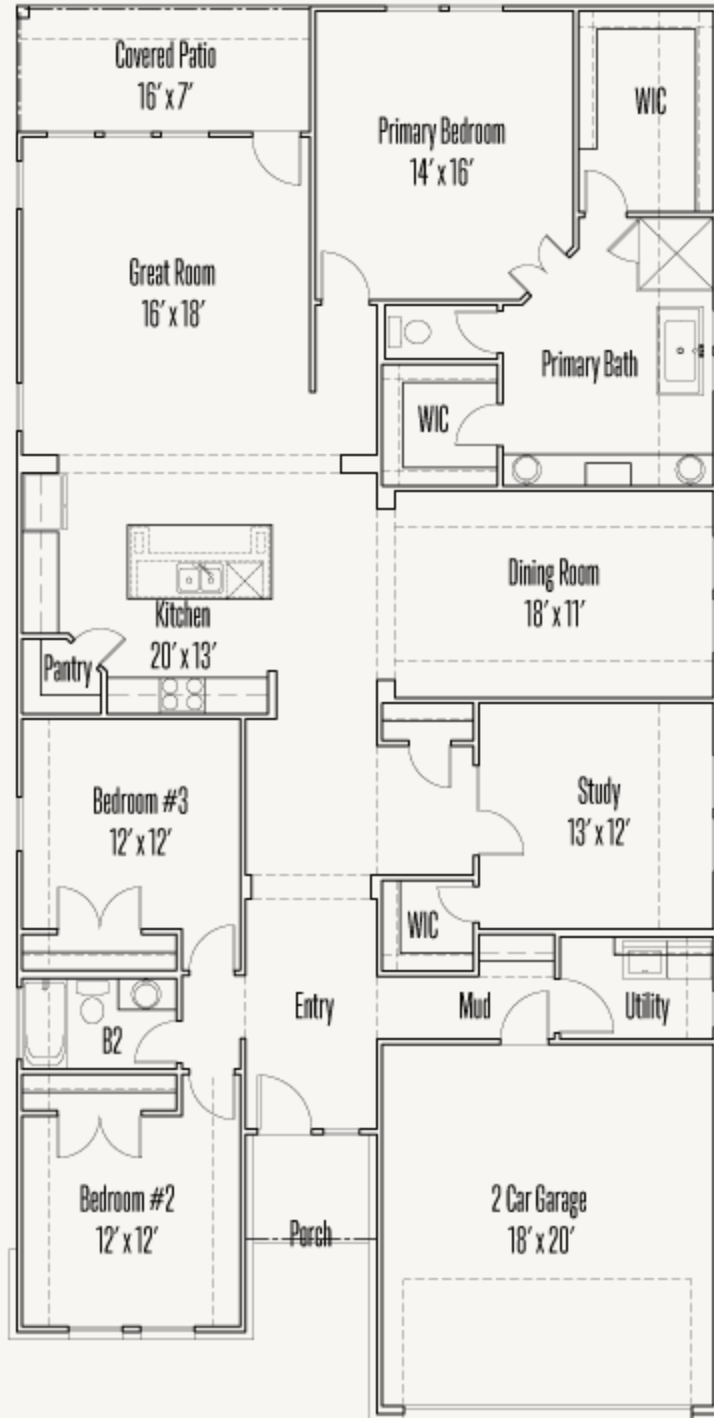 Covered Patio
16' x 7'
Primary Bedroom
14' x 16'
WIC
Great Room
16' x 18'
Primary Bath
WIC
Dining Room
18' x 11'
Kitchen
20' x 13'
Pantry
Bedroom #3
12' x 12'
Study
13' x 12'
WIC
Entry
Mud
Utility
B2
Bedroom #2
12' x 12'
Porch
2 Car Garage
18' x 20'